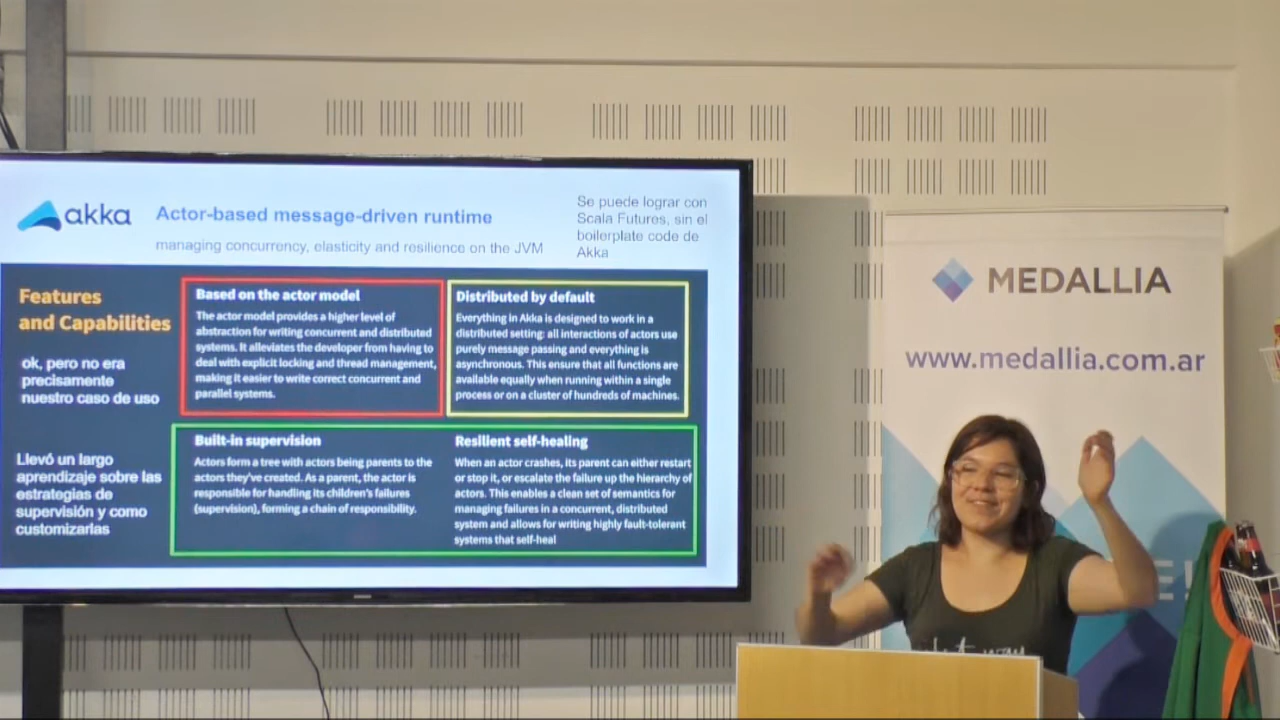 akka
Actor-based message-driven runtime
managing concurrency, elasticity and resilience on the JVM
Se puede lograr con
Scala Futures, sin el
boilerplate code de
Akka
Features
and Capabilities
ok, pero no era
precisamente
nuestro caso de uso
Based on the actor model
The actor model provides a higher level of
abstraction for writing concurrent and distributed
systems. It alleviates the developer from having to
deal with explicit locking and thread management,
making it easier to write correct concurrent and
parallel systems.
Distributed by default
Everything in Akka is designed to work in a
distributed setting: all interactions of actors use
purely message passing and everything is
asynchronous. This ensure that all functions are
available equally when running within a single
process or on a cluster of hundreds of machines.
Llevó un largo
aprendizaje sobre las
estrategias de
supervisión y como
customizarlas
Built-in supervision
Actors form a tree with actors being parents to the
actors they've created. As a parent, the actor is
responsible for handling its children's failures
(supervision), forming a chain of responsibility.
Resilient self-healing
When an actor crashes, its parent can either restart
or stop it, or escalate the failure up the hierarchy of
actors. This enables a clean set of semantics for
managing failures in a concurrent, distributed
system and allows for writing highly fault-tolerant
systems that self-heal
MEDALLIA
www.medallia.com.ar